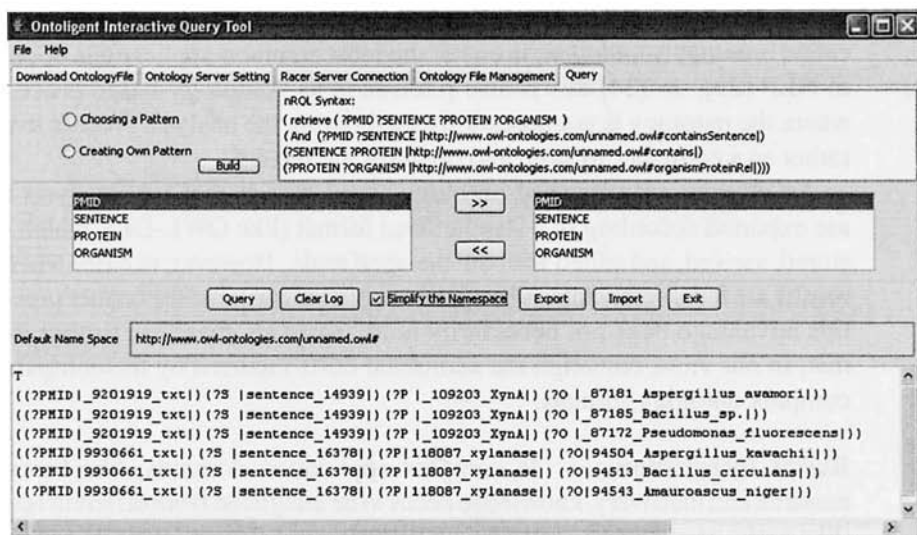 Ontoligent Interactive Query Tool
File Help
Download OntologyFile Ontology Server Setting Racer Server Connection Ontology File Management Query
Choosing a Pattern
Creating Own Pattern
Build
nRQL Syntax:
( retrieve ( ?PMID ?SENTENCE ?PROTEIN ?ORGANISM )
( And (?PMID ?SENTENCE |http://www.owl-ontologies.com/unnamed.owl#containsSentence|)
(?SENTENCE ?PROTEIN |http://www.owl-ontologies.com/unnamed.owl#contains|)
(?PROTEIN ?ORGANISM |http://www.owl-ontologies.com/unnamed.owl#organismProteinRel|)))
PMID
SENTENCE
PROTEIN
ORGANISM
>>
<<
PMID
SENTENCE
PROTEIN
ORGANISM
Query Clear Log Simplify the Namespace Export Import Exit
Default Name Space http://www.owl-ontologies.com/unnamed.owl#
T
((?PMID|_9201919_txt|)(?S |sentence_14939|)(?P |_109203_XynA|)(?O |_87181_Aspergillus_awamori|))
((?PMID|_9201919_txt|)(?S |sentence_14939|)(?P |_109203_XynA|)(?O |_87185_Bacillus_sp.|))
((?PMID|_9201919_txt|)(?S |sentence_14939|)(?P |_109203_XynA|)(?O |_87172_Pseudomonas_fluorescens|))
((?PMID|9930661_txt|)(?S |sentence_16378|)(?P|118087_xylanase|)(?O|94504_Aspergillus_kawachii|))
((?PMID|9930661_txt|)(?S |sentence_16378|)(?P|118087_xylanase|)(?O|94513_Bacillus_circulans|))
((?PMID|9930661_txt|)(?S |sentence_16378|)(?P|118087_xylanase|)(?O|94543_Amauroascus_niger|))